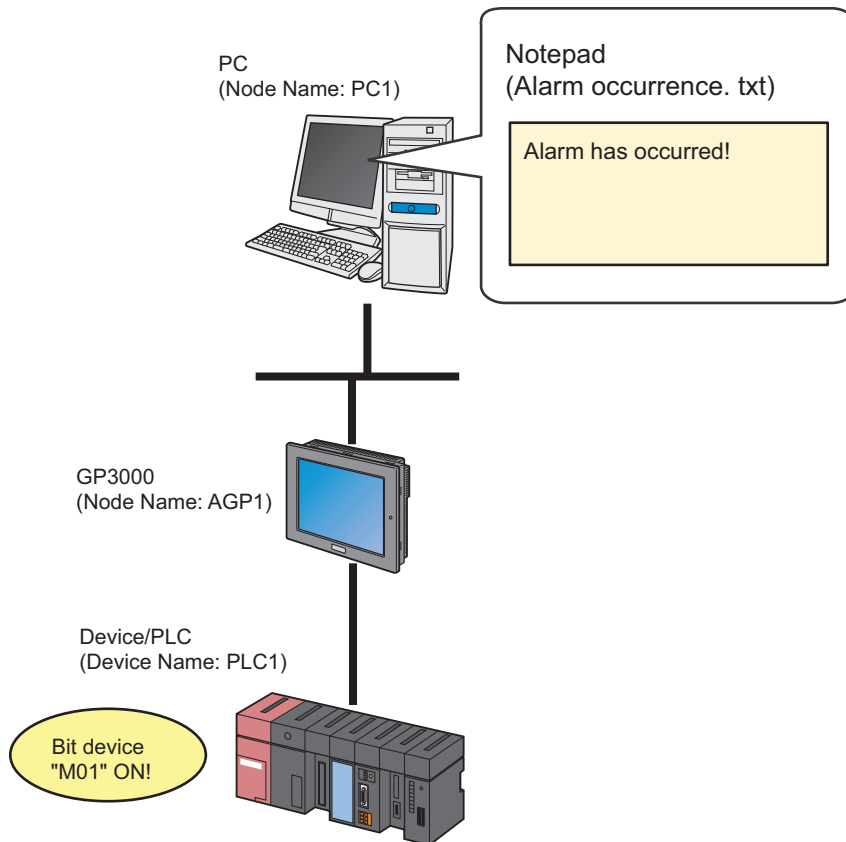 PC
(Node Name: PC1)
Notepad
(Alarm occurrence. txt)
Alarm has occurred!
GP3000
(Node Name: AGP1)
Device/PLC
(Device Name: PLC1)
Bit device
"M01" ON!